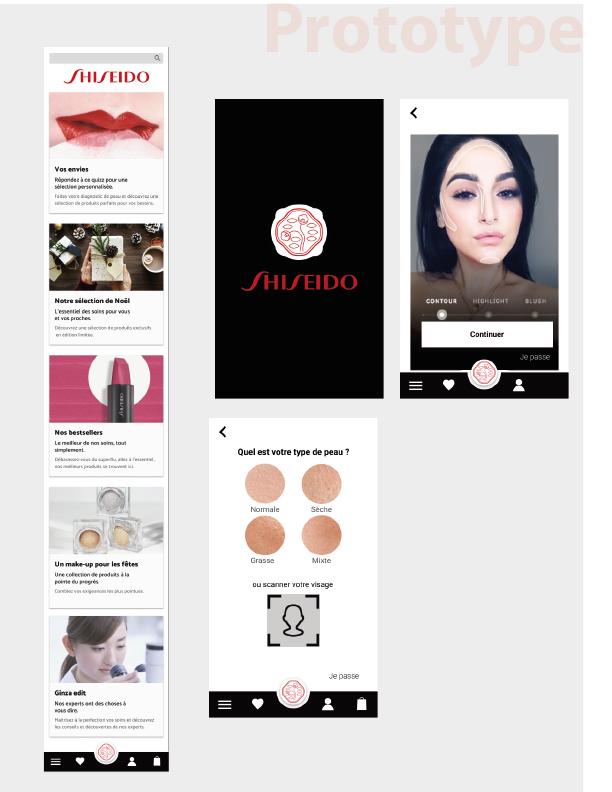 Prototype
SHISEIDO
Vos envies
Répondez à ce quizz pour une
sélection personnalisée.
Faites votre diagnostic de peau et découvrez une
sélection de produits parfaits pour vos besoins.
Notre sélection de Noël
L'essentiel des soins pour vous
et vos proches.
Découvrez une sélection de produits exclusifs
en édition limitée.
SHISEIDO
Nos bestsellers
Le meilleur de nos soins, tout
simplement.
Débarassez-vous du superflu, allez à l'essentiel,
nos meilleurs produits se trouvent ici.
Un make-up pour les fêtes
Une collection de produits à la
pointe du progrès.
Comblez vos exigeances les plus pointues.
Ginza edit
Nos experts ont des choses à
vous dire.
Maîtrisez à la perfection vos soins et découvrez
les conseils et découvertes de nos experts.
SHISEIDO
CONTOUR HIGHLIGHT BLUSH
Continuer
Je passe
Quel est votre type de peau ?
Normale Sèche
Grasse Mixte
ou scanner votre visage
Je passe